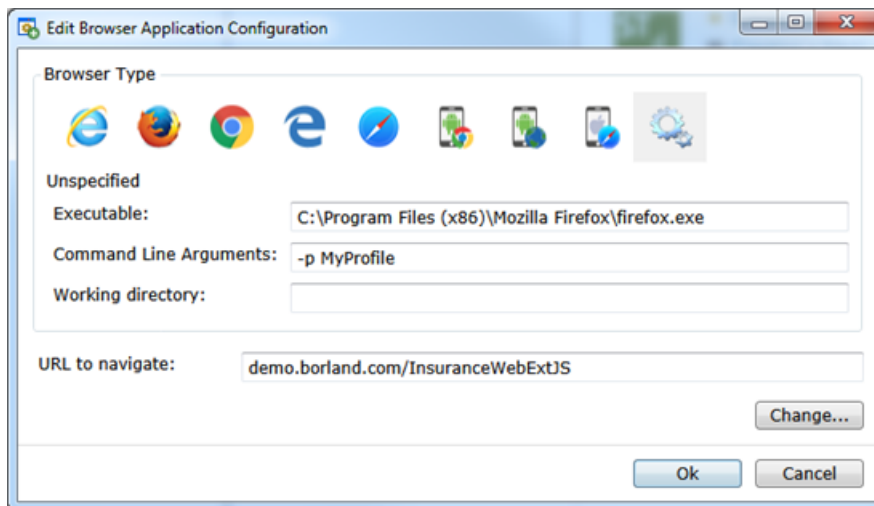 Edit Browser Application Configuration
Browser Type
Unspecified
Executable: C:\Program Files (x86)\Mozilla Firefox\firefox.exe
Command Line Arguments: -p MyProfile
Working directory:
URL to navigate: demo.borland.com/InsuranceWebExtJS
Change...
Ok Cancel